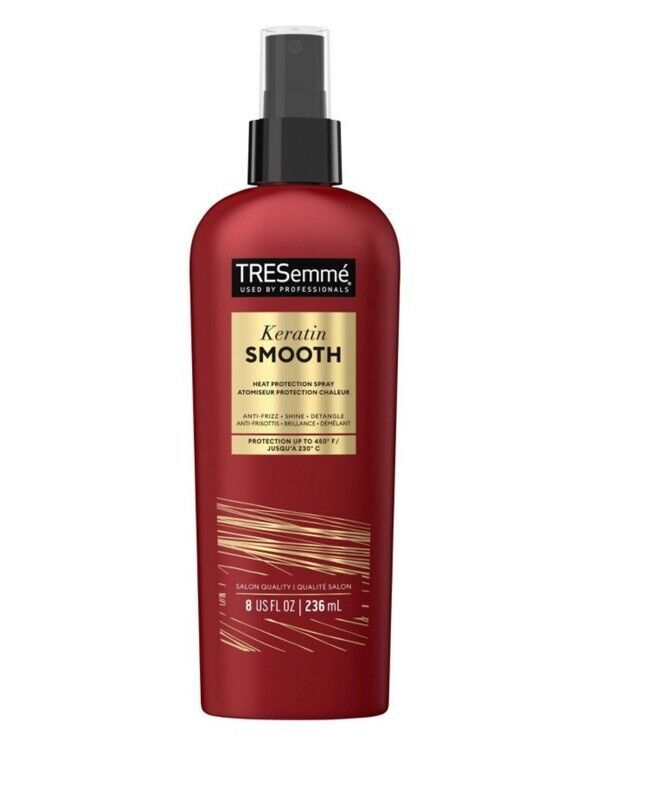 TRESemmé®
USED BY PROFESSIONALS
Keratin
SMOOTH
HEAT PROTECTION SPRAY
ATOMISEUR PROTECTION CHALEUR
ANTI-FRIZZ • SHINE • DETANGLE
ANTI-FRISOTTIS • BRILLANCE • DÉMÊLANT
PROTECTION UP TO 450° F/
JUSQU'À 230° C
SALON QUALITY | QUALITÉ SALON
8 US FL OZ | 236 mL